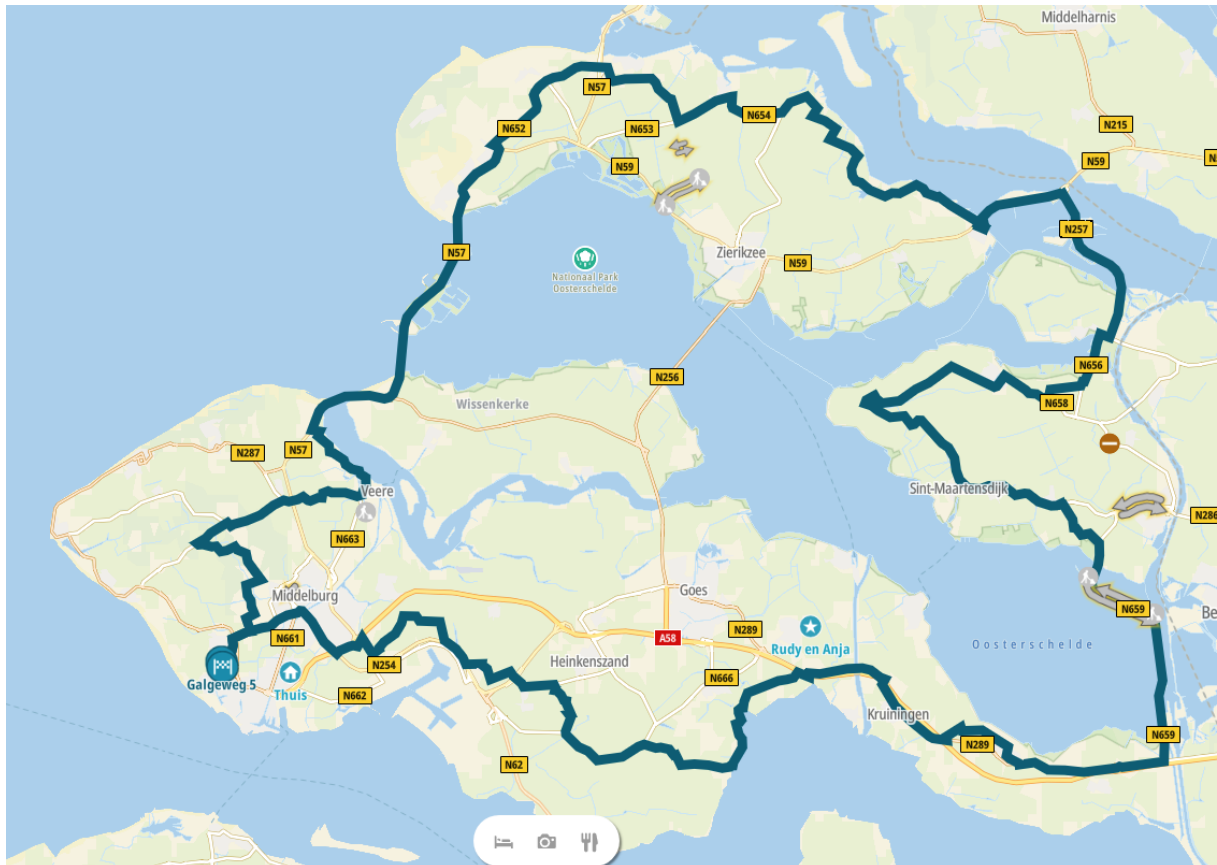 Middelharnis
N57
N654
N215
N652
N653
N59
N59
N257
Zierikzee
N57
N59
Nationaal Park
Oosterschelde
N656
N256
N658
Wissenkerke
N287
N57
Veere
Sint-Maartensdijk
N286
N663
Goes
Middelburg
N659
N289
N661
A58
Oosterschelde
Rudy en Anja
Heinkenszand
N254
N666
Galgeweg 5
Thuis
N662
Kruiningen
N659
N289
N62